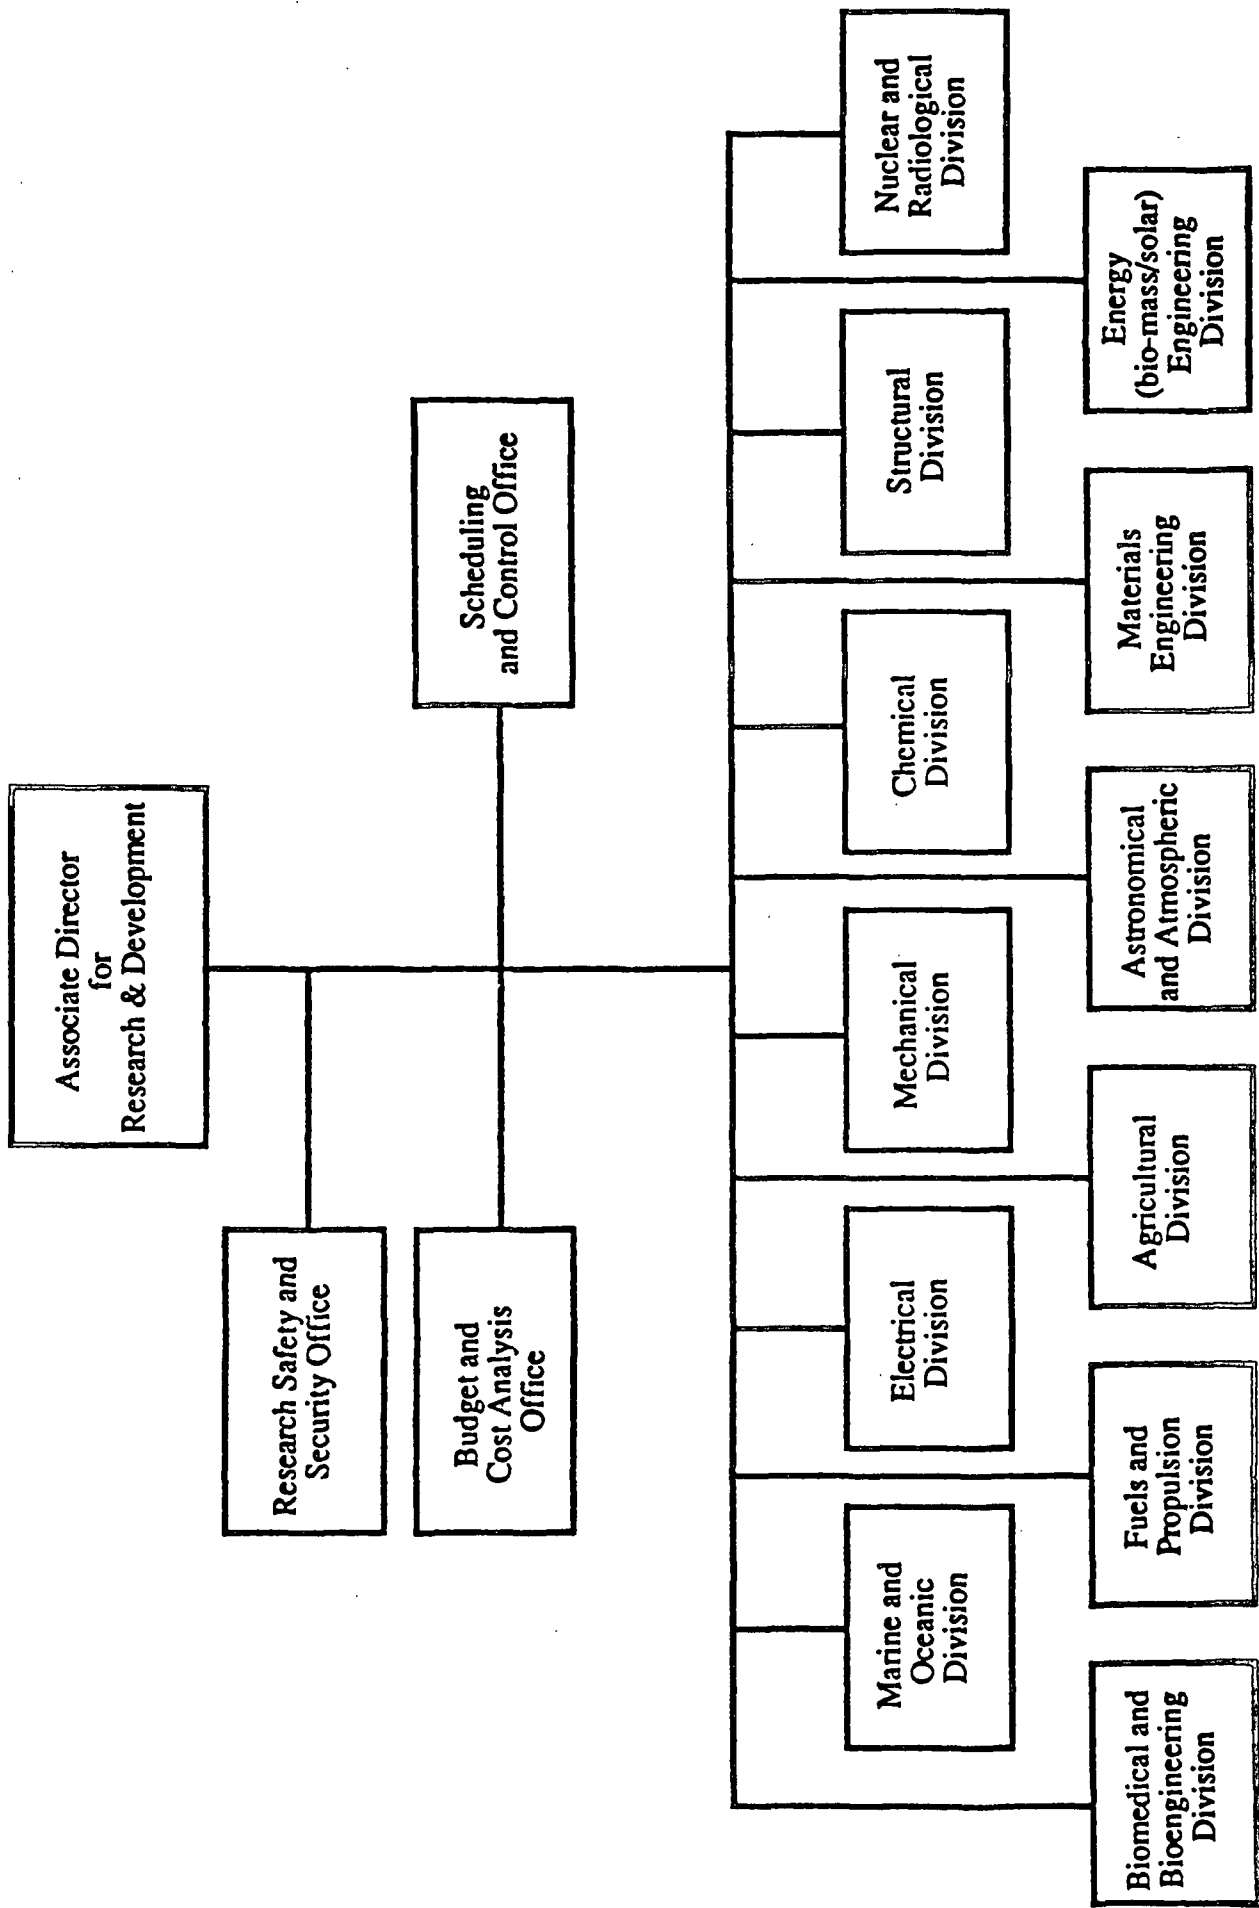 Associate Director
for
Research & Development
Research Safety and
Security Office
Budget and
Cost Analysis
Office
Scheduling
and Control Office
Marine and
Oceanic
Division
Electrical
Division
Mechanical
Division
Chemical
Division
Structural
Division
Nuclear and
Radiological
Division
Biomedical and
Bioengineering
Division
Fuels and
Propulsion
Division
Agricultural
Division
Astronomical
and Atmospheric
Division
Materials
Engineering
Division
Energy
(bio-mass/solar)
Engineering
Division